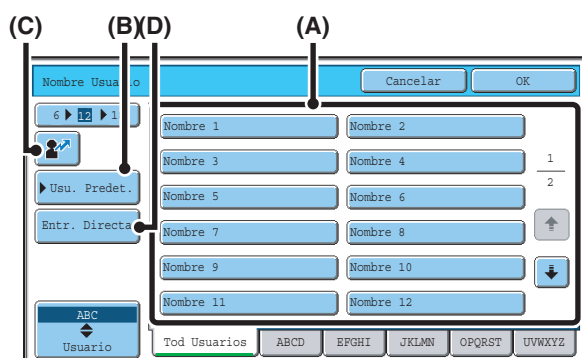 (C) (B)(D) (A)
Nombre Usuario Cancelar OK
6 12 1
Nombre 1 Nombre 2
Nombre 3 Nombre 4 1
Usu. Predet. 2
Nombre 5 Nombre 6
Entr. Directa
Nombre 7 Nombre 8
Nombre 9 Nombre 10
Nombre 11 Nombre 12
ABC
Usuario
Tod Usuarios ABCD EFGHI JKLMN OPQRST UVWXYZ